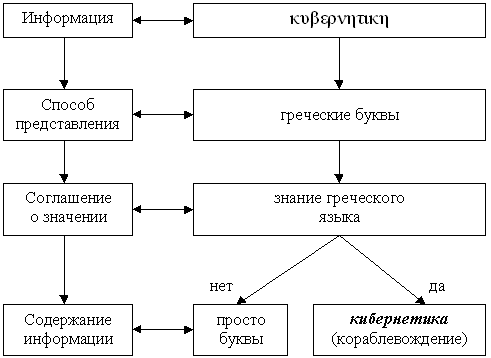 Информация
κυβερνητικη
Способ
представления
греческие буквы
Соглашение
о значении
знание греческого
языка
нет
да
Содержание
информации
просто
буквы
кибернетика
(кораблевождение)